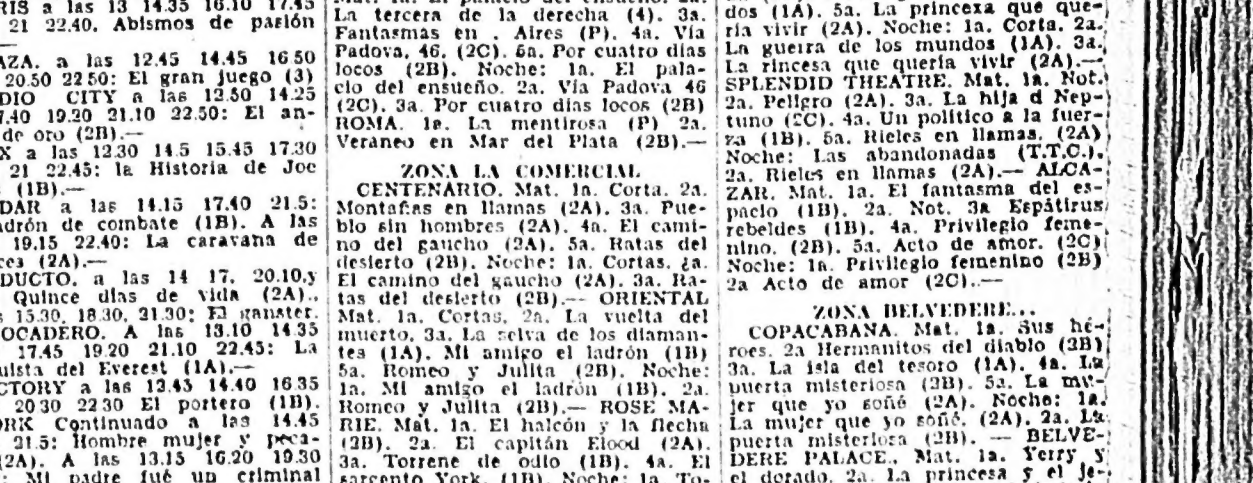 RIS a las 13 14.35 16.10 17.45
21 22.40. Abismos de pasión
AZA. a las 12.45 14.45 16.50
20.50 22 50: El gran juego (3)
DIO CITY a las 12.50 14.25
7.40 19.20 21.10 22.50: El an-
de oro (2B).—
X a las 12.30 14.5 15.45 17.30
21 22.45: la Historia de Joe
(1B).—
DAR a las 14.15 17.40 21.5:
adrón de combate (1B). A las
19.15 22.40: La caravana de
ces (2A).—
DUCTO. a las 14 17. 20.10.y
Quince días de vida (2A)..
s 15.30, 18.30, 21.30: El ganster.
OCADERO. A las 13.10 14.35
17.45 19.20 21.10 22.45: La
uista del Everest (1A).—
CTORY a las 12.45 14.40 16.35
20 30 22 30 El portero (1B).
ORK Continuado a las 14.45
21.5: Hombre mujer y peca-
(2A). A las 13.15 16.20 19.30
: Mi padre fué un criminal
La tercera de la derecha (4). 3a.
Fantasmas en . Aires (P). 4a. Vía
Padova, 46, (2C). 5a. Por cuatro días
locos (2B). Noche: 1a. El pala-
cio del ensueño. 2a. Vía Padova 46
(2C). 3a. Por cuatro días locos (2B)
ROMA. 1a. La mentirosa (P) 2a.
Veraneo en Mar del Plata (2B).—
ZONA LA COMERCIAL
CENTENARIO. Mat. 1a. Corta. 2a.
Montañas en llamas (2A). 3a. Pue-
blo sin hombres (2A). 4a. El cami-
no del gaucho (2A). 5a. Ratas del
desierto (2B). Noche: 1a. Cortas. 2a.
El camino del gaucho (2A). 3a. Ra-
tas del desierto (2B).— ORIENTAL
Mat. 1a. Cortas. 2a. La vuelta del
muerto. 3a. La selva de los diaman-
tes (1A). Mi amigo el ladrón (1B)
5a. Romeo y Julita (2B). Noche:
1a. Mi amigo el ladrón (1B). 2a.
Romeo y Julita (2B).— ROSE MA-
RIE. Mat. 1a. El halcón y la flecha
(2B). 2a. El capitán Elood (2A).
3a. Torrene de odio (1B). 4a. El
sargento York. (1B). Noche: 1a. To-
dos (1A). 5a. La princexa que que-
ría vivir (2A). Noche: 1a. Corta. 2a.
La guerra de los mundos (1A). 3a.
La rincesa que quería vivir (2A).—
SPLENDID THEATRE. Mat. 1a. Not.
2a. Peligro (2A). 3a. La hija d Nep-
tuno (2C). 4a. Un político a la fuer-
za (1B). 5a. Rieles en llamas. (2A)
Noche: Las abandonadas (T.T.C.).
2a. Rieles en llamas (2A).— ALCA-
ZAR. Mat. 1a. El fantasma del es-
pacio (1B). 2a. Not. 3a Espátirus
rebeldes (1B). 4a. Privilegio feme-
nino. (2B). 5a. Acto de amor. (2C)
Noche: 1a. Privilegio femenino (2B)
2a Acto de amor (2C)..—
ZONA BELVEDERE...
COPACABANA. Mat. 1a. Sus hé-
roes. 2a Hermanitos del diablo (2B)
3a. La isla del tesoro (1A). 4a. La
puerta misteriosa (2B). 5a. La mu-
jer que yo soñé (2A). Noche: 1a.
La mujer que yo soñé. (2A). 2a. La
puerta misteriosa (2B). — BELVE-
DERE PALACE.. Mat. 1a. Yerry y
el dorado. 2a. La princesa y el je-